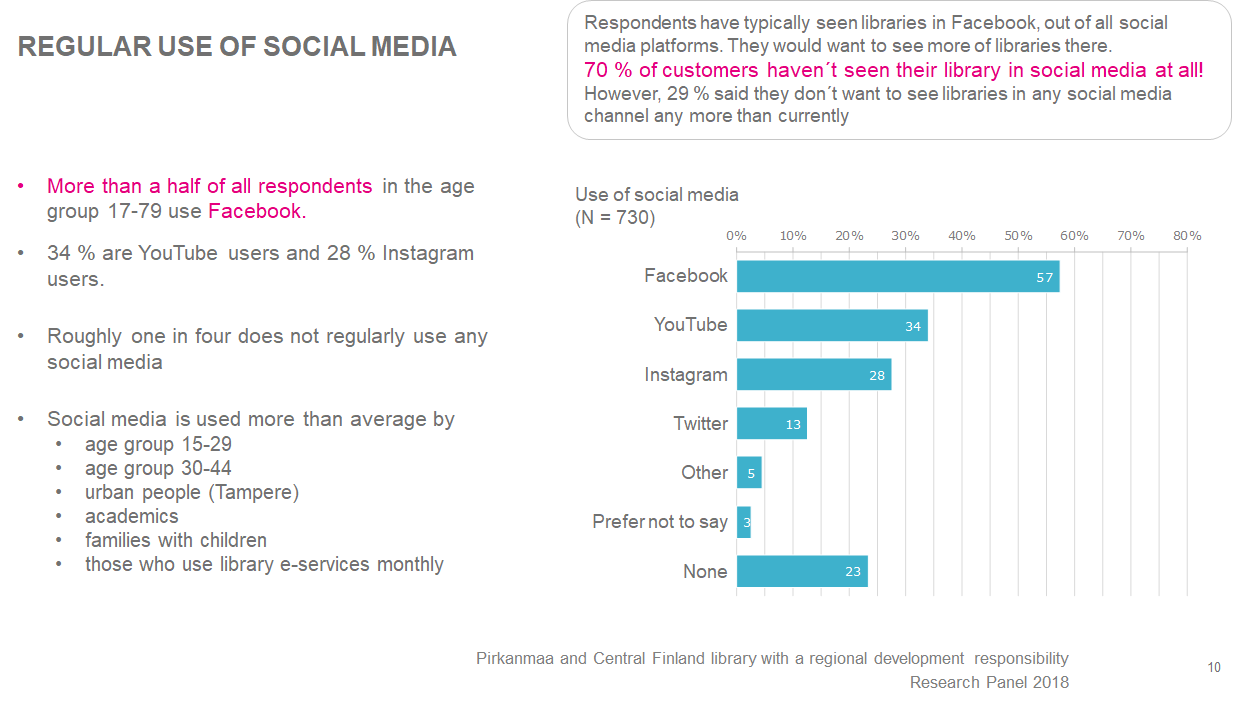 REGULAR USE OF SOCIAL MEDIA
Respondents have typically seen libraries in Facebook, out of all social
media platforms. They would want to see more of libraries there.
70 % of customers haven´t seen their library in social media at all!
However, 29 % said they don´t want to see libraries in any social media
channel any more than currently
• More than a half of all respondents in the age
group 17-79 use Facebook.
• 34 % are YouTube users and 28 % Instagram
users.
• Roughly one in four does not regularly use any
social media
• Social media is used more than average by
• age group 15-29
• age group 30-44
• urban people (Tampere)
• academics
• families with children
• those who use library e-services monthly
Use of social media
(N = 730)
0% 10% 20% 30% 40% 50% 60% 70% 80%
Facebook 57
YouTube 34
Instagram 28
Twitter 13
Other 5
Prefer not to say 3
None 23
Pirkanmaa and Central Finland library with a regional development responsibility
Research Panel 2018
10